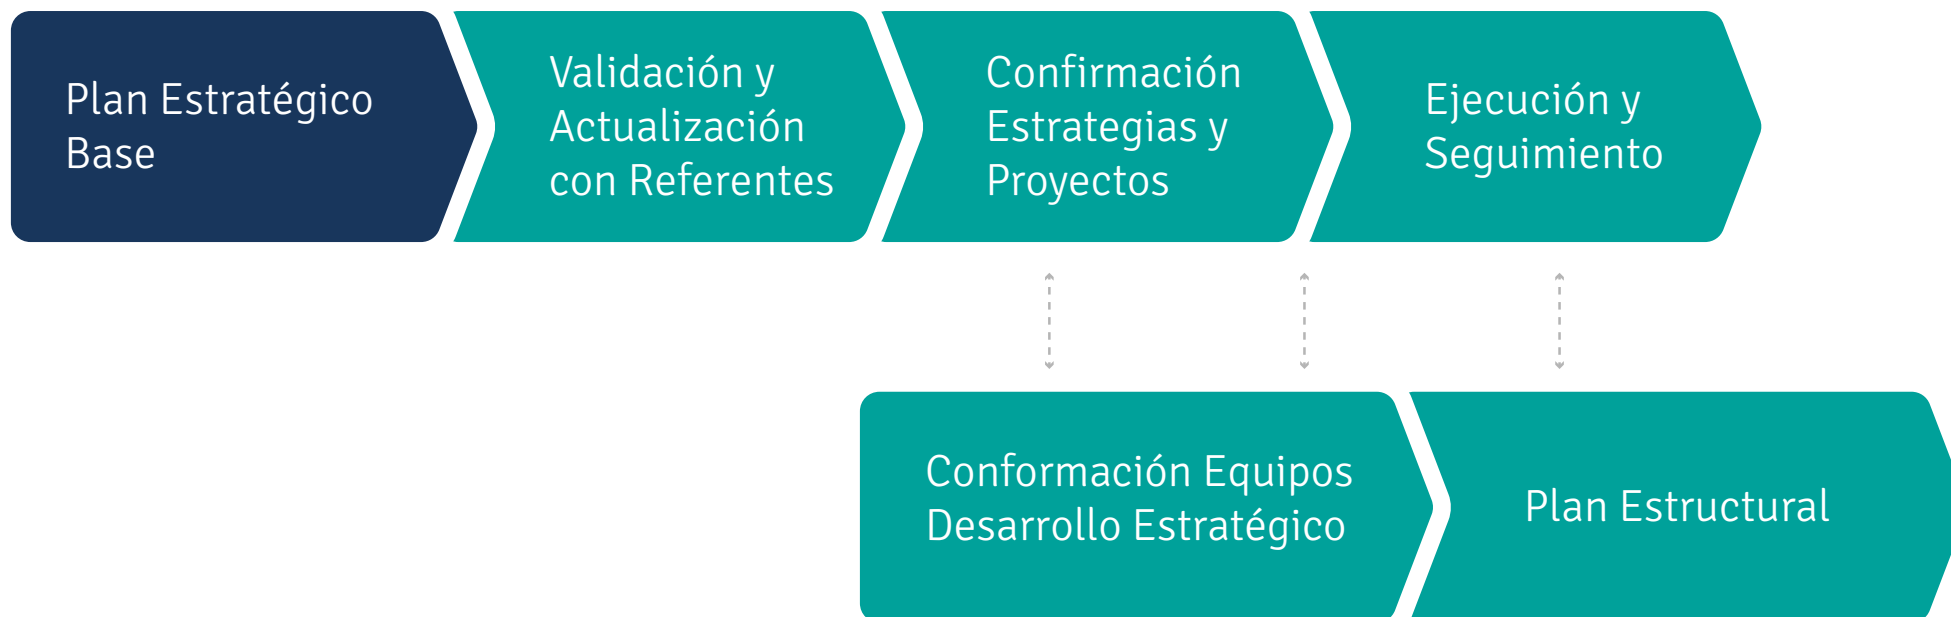 Plan Estratégico
Base
Validación y
Actualización
con Referentes
Confirmación
Estrategias y
Proyectos
Ejecución y
Seguimiento
Conformación Equipos
Desarrollo Estratégico
Plan Estructural